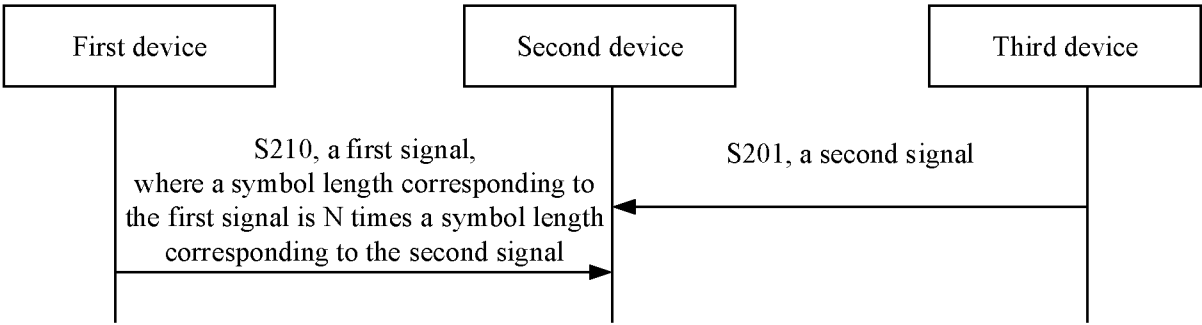 First device
Second device
Third device
S210, a first signal,
where a symbol length corresponding to
the first signal is N times a symbol length
corresponding to the second signal
S201, a second signal